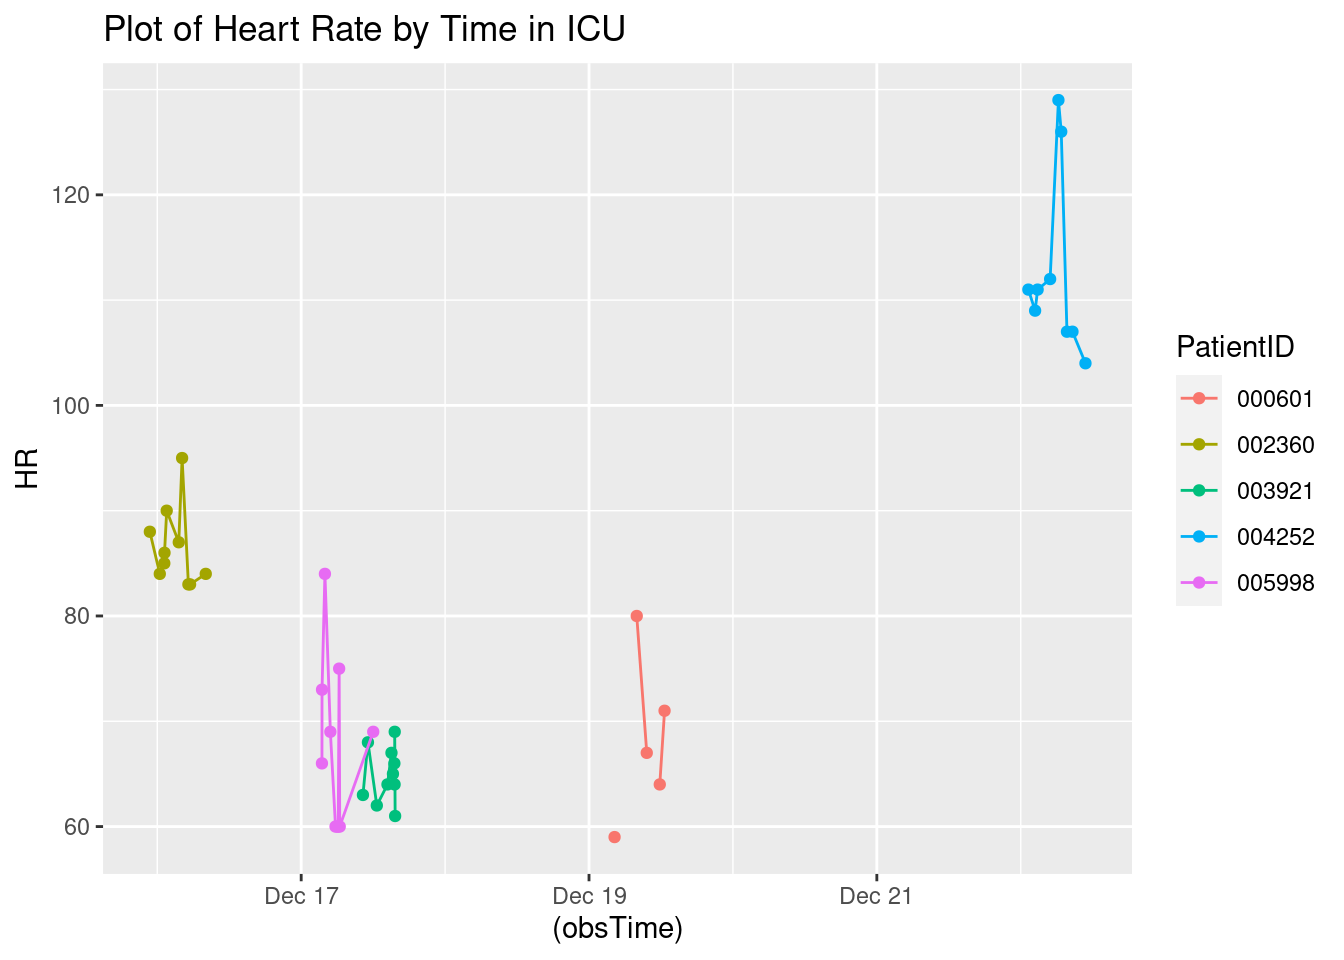 Plot of Heart Rate by Time in ICU
HR
120
100
80
60
Dec 17
Dec 19
Dec 21
(obsTime)
PatientID
000601
002360
003921
004252
005998